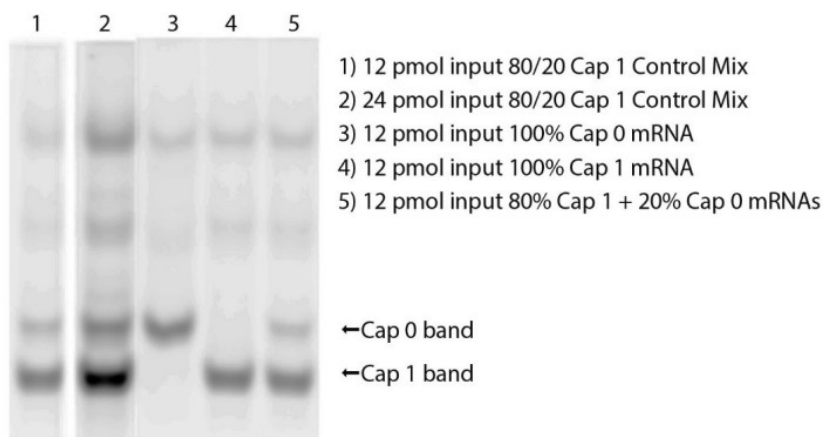 1 2 3 4 5
1) 12 pmol input 80/20 Cap 1 Control Mix
2) 24 pmol input 80/20 Cap 1 Control Mix
3) 12 pmol input 100% Cap 0 mRNA
4) 12 pmol input 100% Cap 1 mRNA
5) 12 pmol input 80% Cap 1 + 20% Cap 0 mRNAs
←Cap 0 band
←Cap 1 band